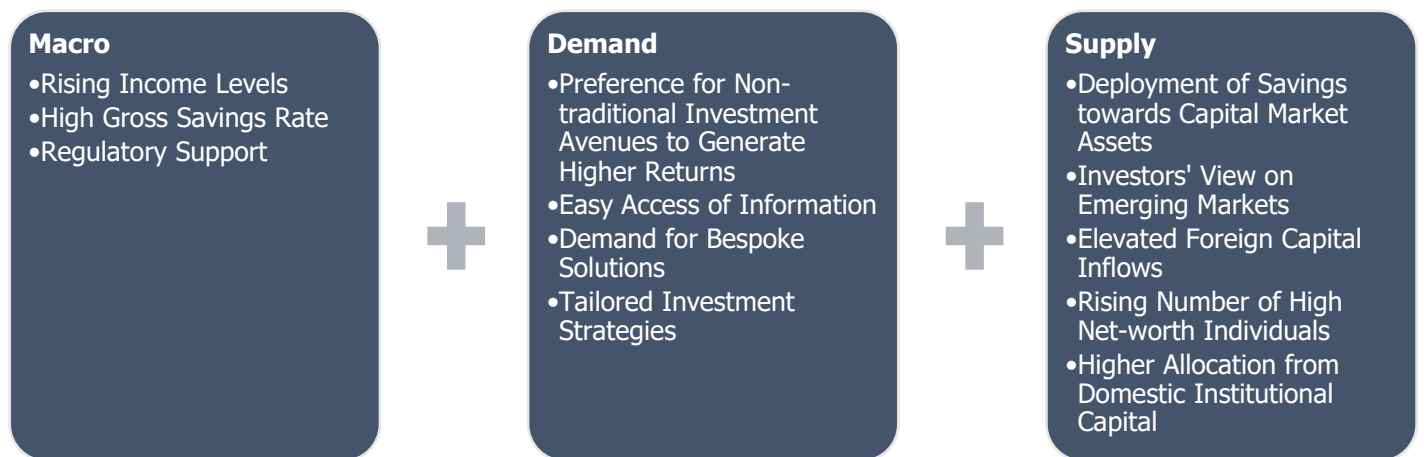 Macro
•Rising Income Levels
•High Gross Savings Rate
•Regulatory Support
Demand
•Preference for Non-
traditional Investment
Avenues to Generate
Higher Returns
•Easy Access of Information
•Demand for Bespoke
Solutions
•Tailored Investment
Strategies
Supply
•Deployment of Savings
towards Capital Market
Assets
•Investors' View on
Emerging Markets
•Elevated Foreign Capital
Inflows
•Rising Number of High
Net-worth Individuals
•Higher Allocation from
Domestic Institutional
Capital